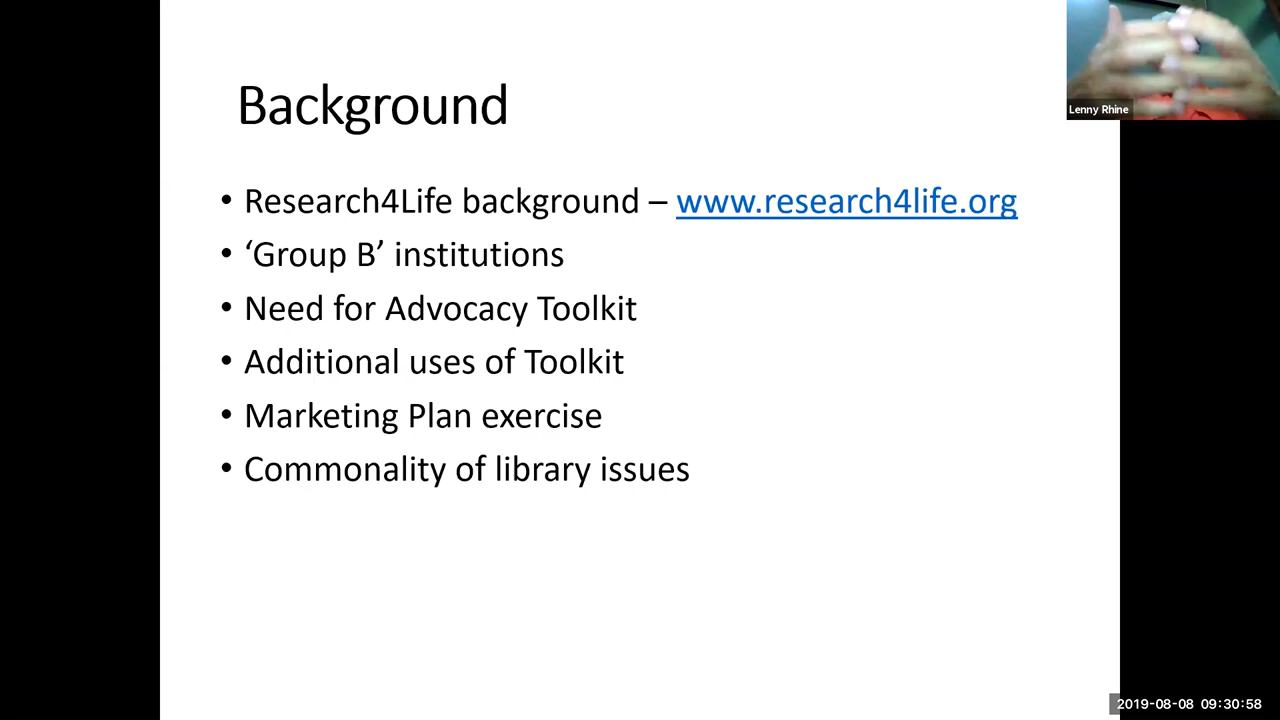 Background
Lenny Rhine
• Research4Life background – www.research4life.org
• ‘Group B’ institutions
• Need for Advocacy Toolkit
• Additional uses of Toolkit
• Marketing Plan exercise
• Commonality of library issues
2019-08-08 09:30:58